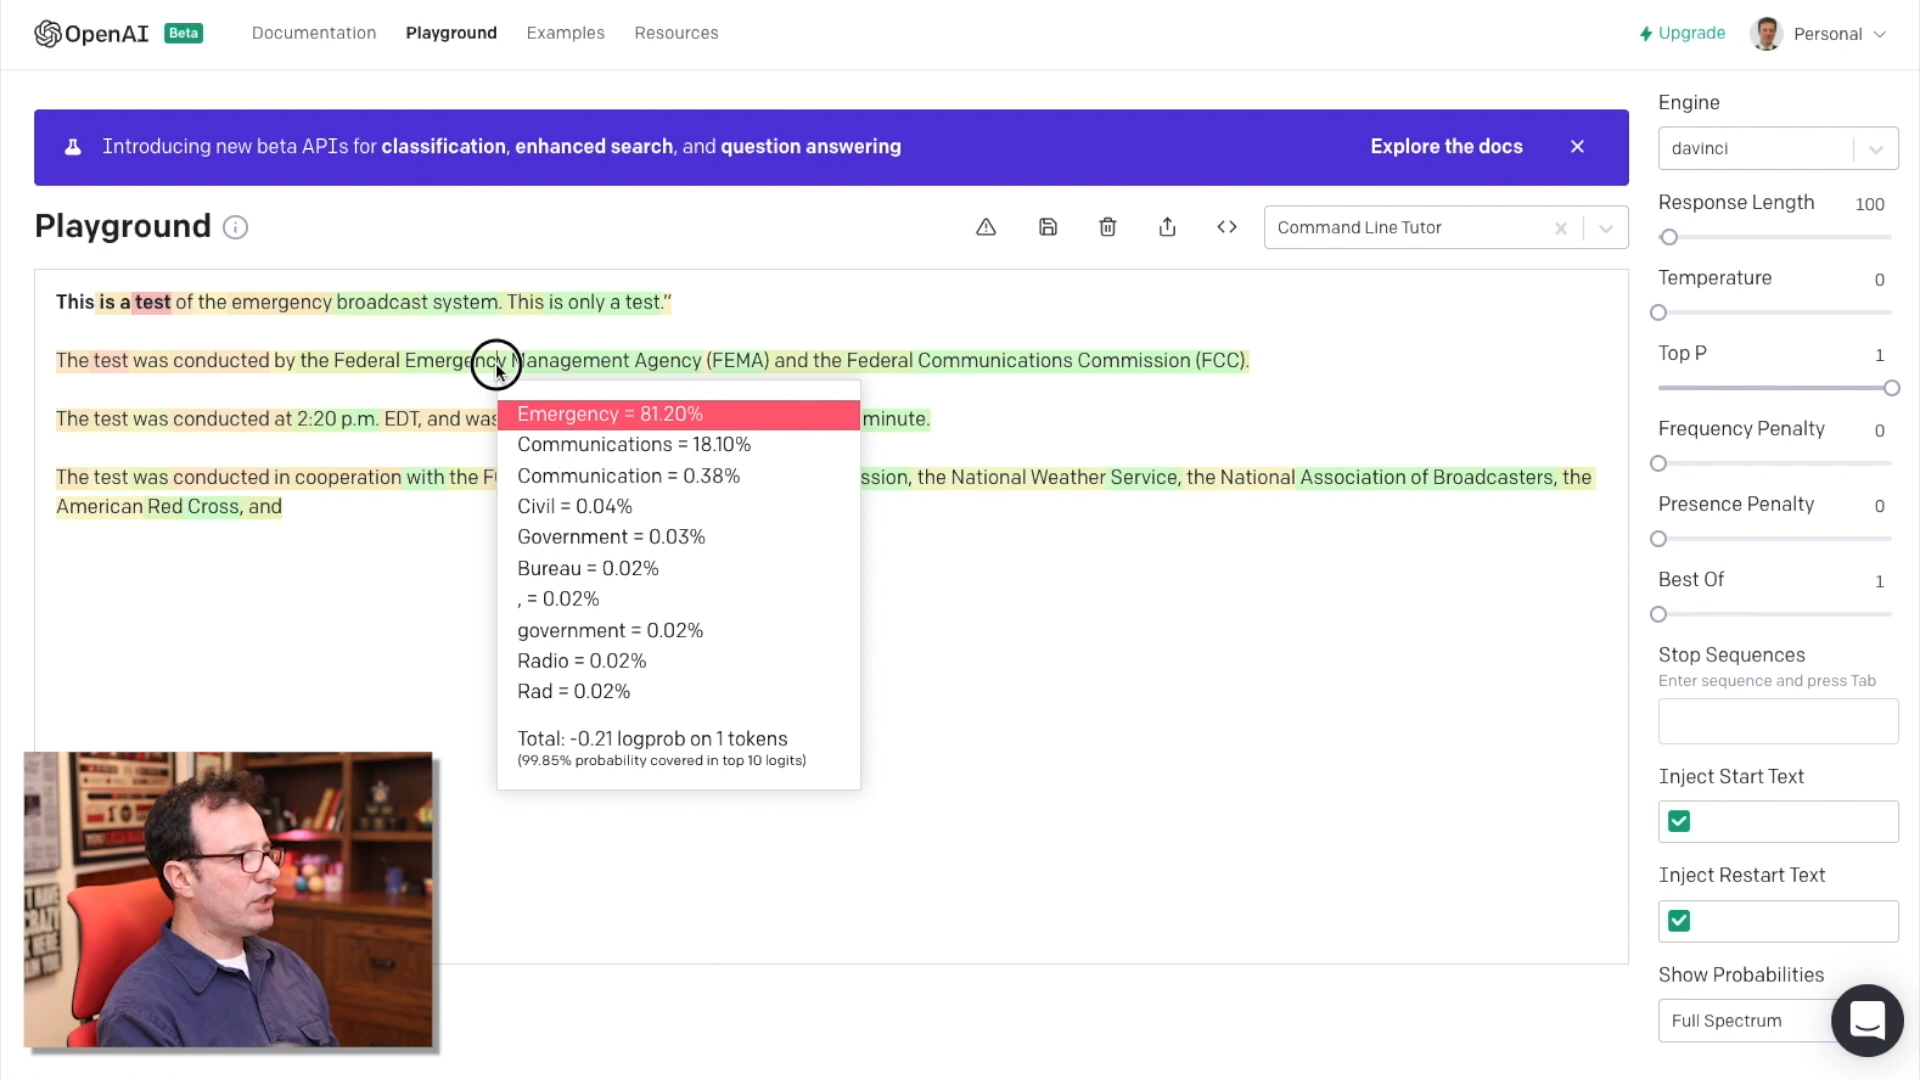 OpenAI Beta Documentation Playground Examples Resources Upgrade Personal
Introducing new beta APIs for classification, enhanced search, and question answering Explore the docs
Playground Command Line Tutor
This is a test of the emergency broadcast system. This is only a test.”
The test was conducted by the Federal Emergency Management Agency (FEMA) and the Federal Communications Commission (FCC).
The test was conducted at 2:20 p.m. EDT, and was minute.
The test was conducted in cooperation with the F ssion, the National Weather Service, the National Association of Broadcasters, the
American Red Cross, and
Emergency = 81.20%
Communications = 18.10%
Communication = 0.38%
Civil = 0.04%
Government = 0.03%
Bureau = 0.02%
, = 0.02%
government = 0.02%
Radio = 0.02%
Rad = 0.02%
Total: -0.21 logprob on 1 tokens
(99.85% probability covered in top 10 logits)
Engine
davinci
Response Length 100
Temperature 0
Top P 1
Frequency Penalty 0
Presence Penalty 0
Best Of 1
Stop Sequences
Enter sequence and press Tab
Inject Start Text
Inject Restart Text
Show Probabilities
Full Spectrum